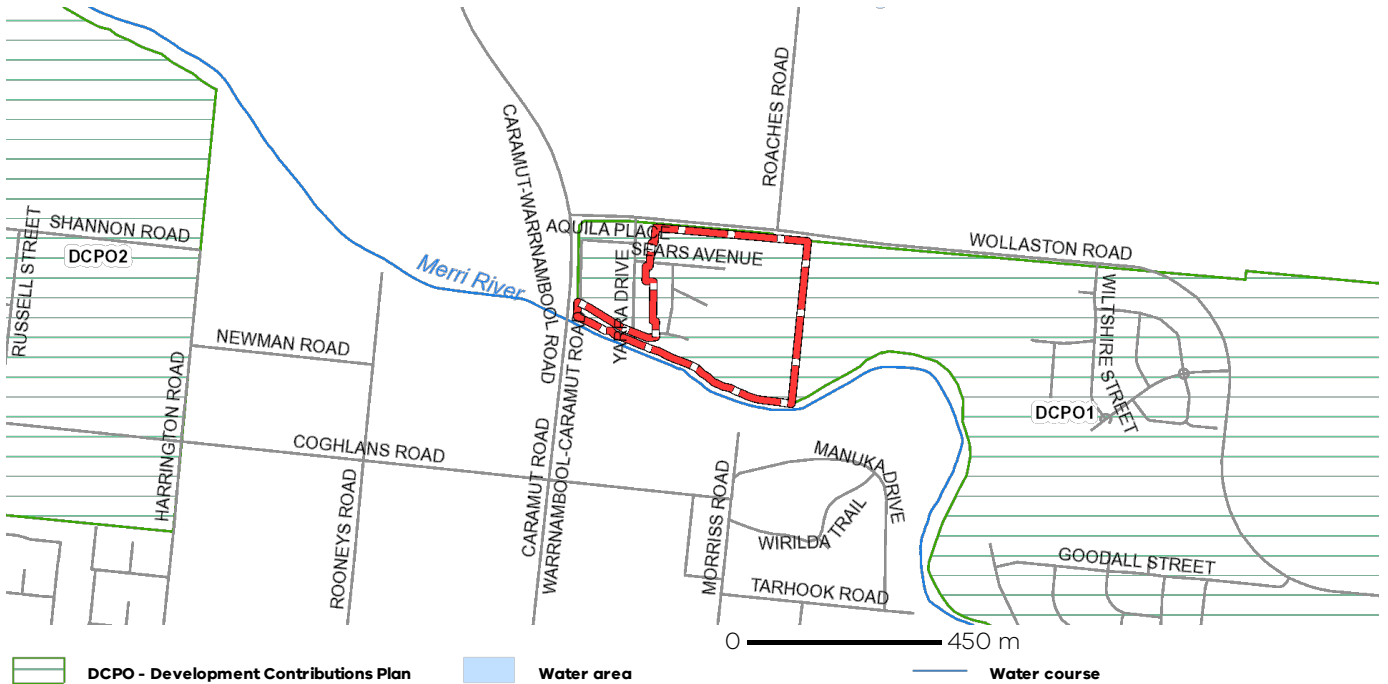 CARAMUT-WARRNAMBOOL ROAD
ROACHES ROAD
RUSSELL STREET
SHANNON ROAD
DCPO2
AQUILA PLACE
SEARS AVENUE
WOLLASTON ROAD
Merri River
YARRA DRIVE
WILTSHIRE STREET
NEWMAN ROAD
HARRINGTON ROAD
DCPO1
COGHLANS ROAD
ROONEYS ROAD
CARAMUT ROAD
WARRNAMBOOL-CARAMUT ROAD
MORRISS ROAD
MANUKA DRIVE
WIRILDA TRAIL
TARHOOK ROAD
GOODALL STREET
0 450 m
DCPO - Development Contributions Plan
Water area
Water course